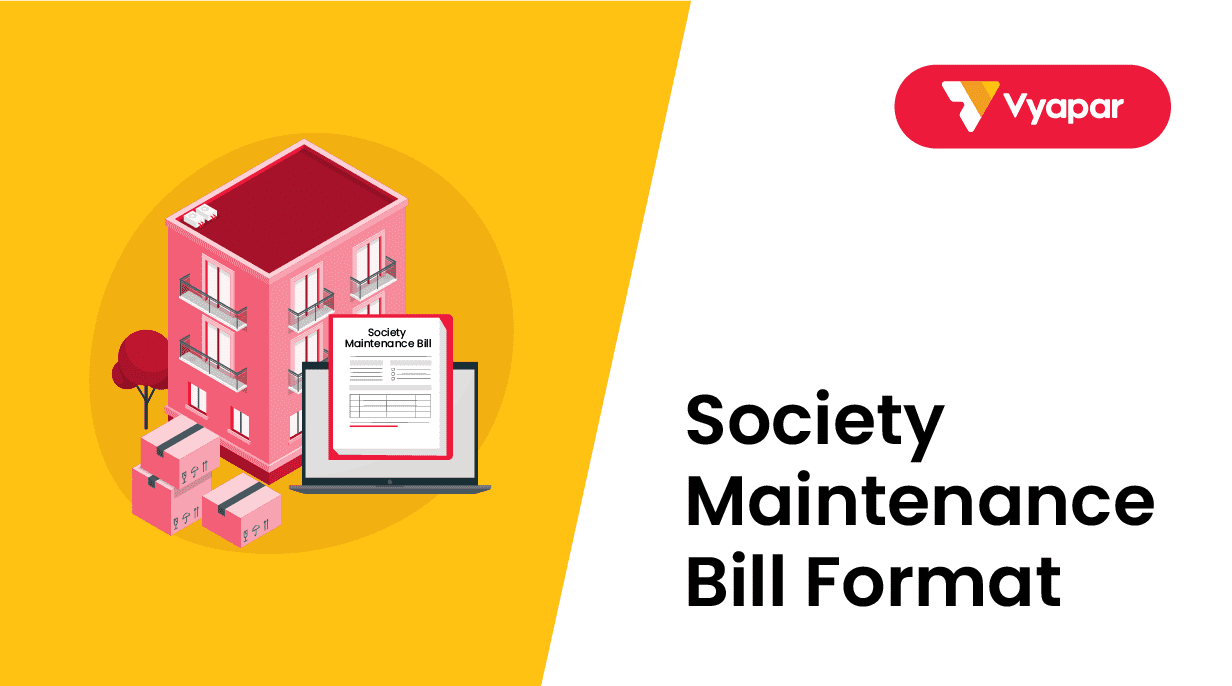 Vyapar
Society
Maintenance Bill
Society
Maintenance
Bill Format